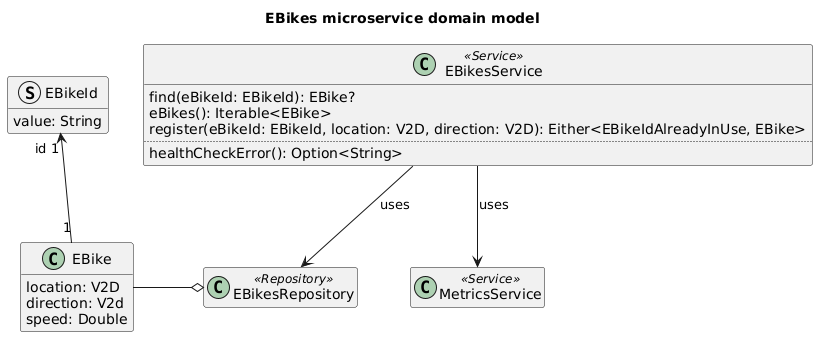 EBikes microservice domain model
«Service»
C EBikesService
find(eBikeId: EBikeId): EBike?
eBikes(): Iterable<EBike>
register(eBikeId: EBikeId, location: V2D, direction: V2D): Either<EBikeIdAlreadyInUse, EBike>
healthCheckError(): Option<String>
S EBikeId
value: String
id 1
uses
uses
1
C EBike
location: V2D
direction: V2d
speed: Double
«Repository»
C EBikesRepository
«Service»
C MetricsService